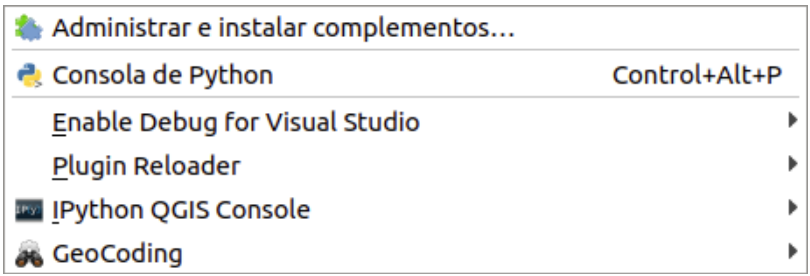 Administrar e instalar complementos...
Consola de Python Control+Alt+P
Enable Debug for Visual Studio
Plugin Reloader
IPython QGIS Console
GeoCoding